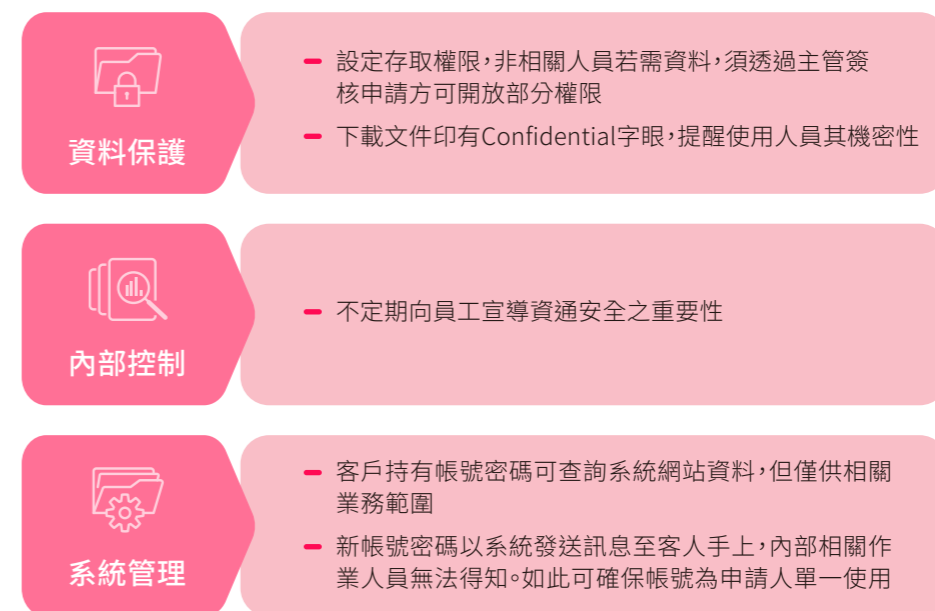 資料保護
設定存取權限，非相關人員若需資料，須透過主管簽
核申請方可開放部分權限
下載文件印有Confidential字眼，提醒使用人員其機密性
內部控制
不定期向員工宣導資通安全之重要性
系統管理
客戶持有帳號密碼可查詢系統網站資料，但僅供相關
業務範圍
新帳號密碼以系統發送訊息至客人手上，內部相關作
業人員無法得知。如此可確保帳號為申請人單一使用